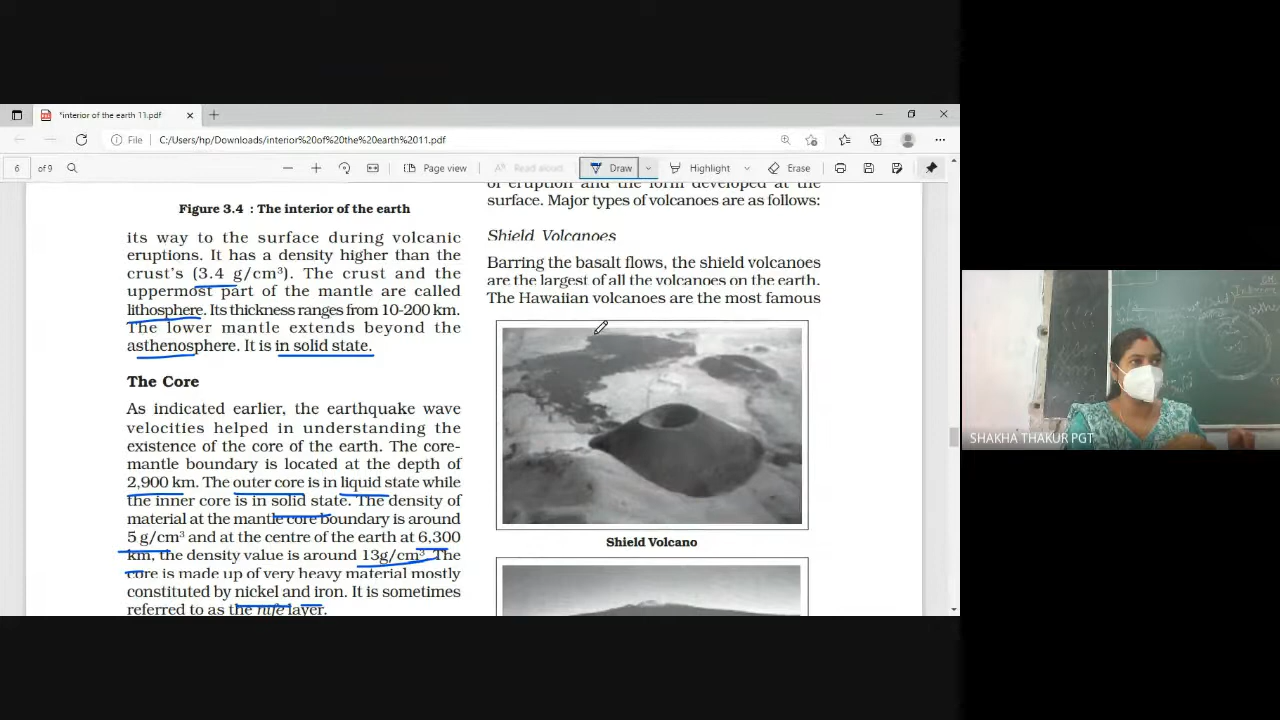 *interior of the earth 11.pdf
File
C:/Users/hp/Downloads/interior%20of%20the%20earth%2011.pdf
6 of 9
Page view
Read aloud
Draw
Highlight
Erase
Figure 3.4 : The interior of the earth
its way to the surface during volcanic
eruptions. It has a density higher than the
crust's (3.4 g/cm³). The crust and the
uppermost part of the mantle are called
lithosphere. Its thickness ranges from 10-200 km.
The lower mantle extends beyond the
asthenosphere. It is in solid state.
The Core
As indicated earlier, the earthquake wave
velocities helped in understanding the
existence of the core of the earth. The core-
mantle boundary is located at the depth of
2,900 km. The outer core is in liquid state while
the inner core is in solid state. The density of
material at the mantle core boundary is around
5 g/cm³ and at the centre of the earth at 6,300
km, the density value is around 13g/cm³. The
core is made up of very heavy material mostly
constituted by nickel and iron. It is sometimes
referred to as the nife layer.
of eruption and the form developed at the
surface. Major types of volcanoes are as follows:
Shield Volcanoes
Barring the basalt flows, the shield volcanoes
are the largest of all the volcanoes on the earth.
The Hawaiian volcanoes are the most famous
Shield Volcano
SHAKHA THAKUR PGT